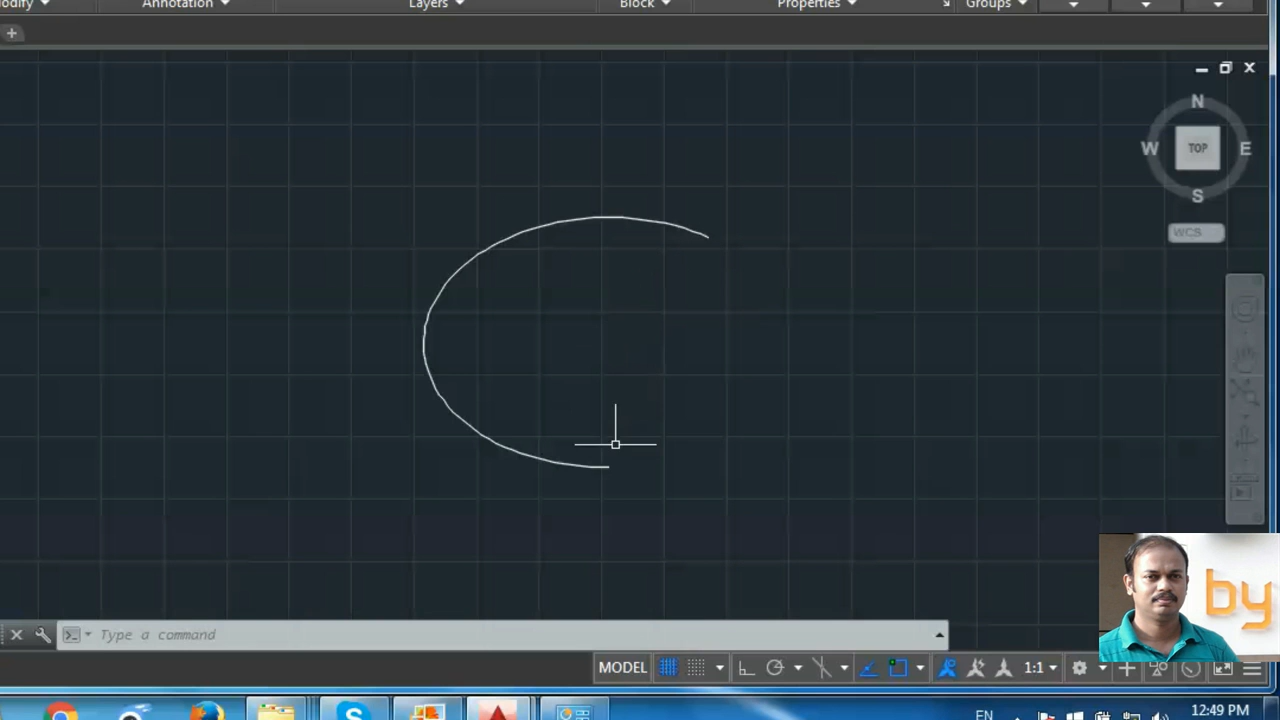 odify
Annotation
Layers
Block
Properties
Groups
+
N
W
TOP
E
S
WCS
by
Type a command
MODEL
1:1
EN
12:49 PM